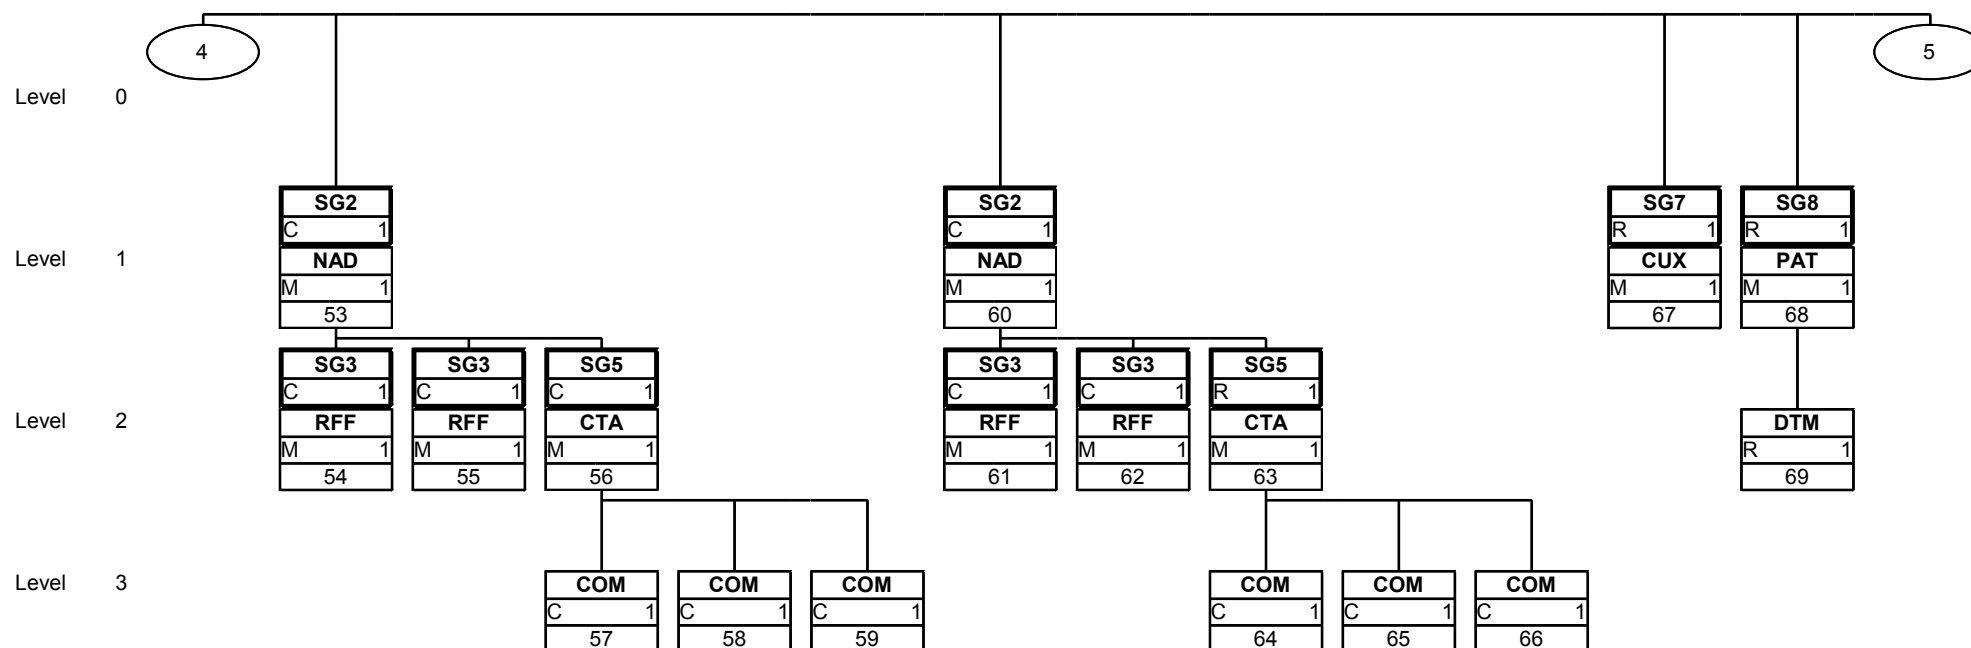 4 5
Level 0
SG2 SG2 SG7 SG8
C 1 C 1 R 1 R 1
Level 1 NAD NAD CUX PAT
M 1 M 1 M 1 M 1
53 60 67 68
SG3 SG3 SG5 SG3 SG3 SG5
C 1 C 1 C 1 C 1 C 1 R 1
Level 2 RFF RFF CTA RFF RFF CTA DTM
M 1 M 1 M 1 M 1 M 1 M 1 R 1
54 55 56 61 62 63 69
Level 3 COM COM COM COM COM COM
C 1 C 1 C 1 C 1 C 1 C 1
57 58 59 64 65 66